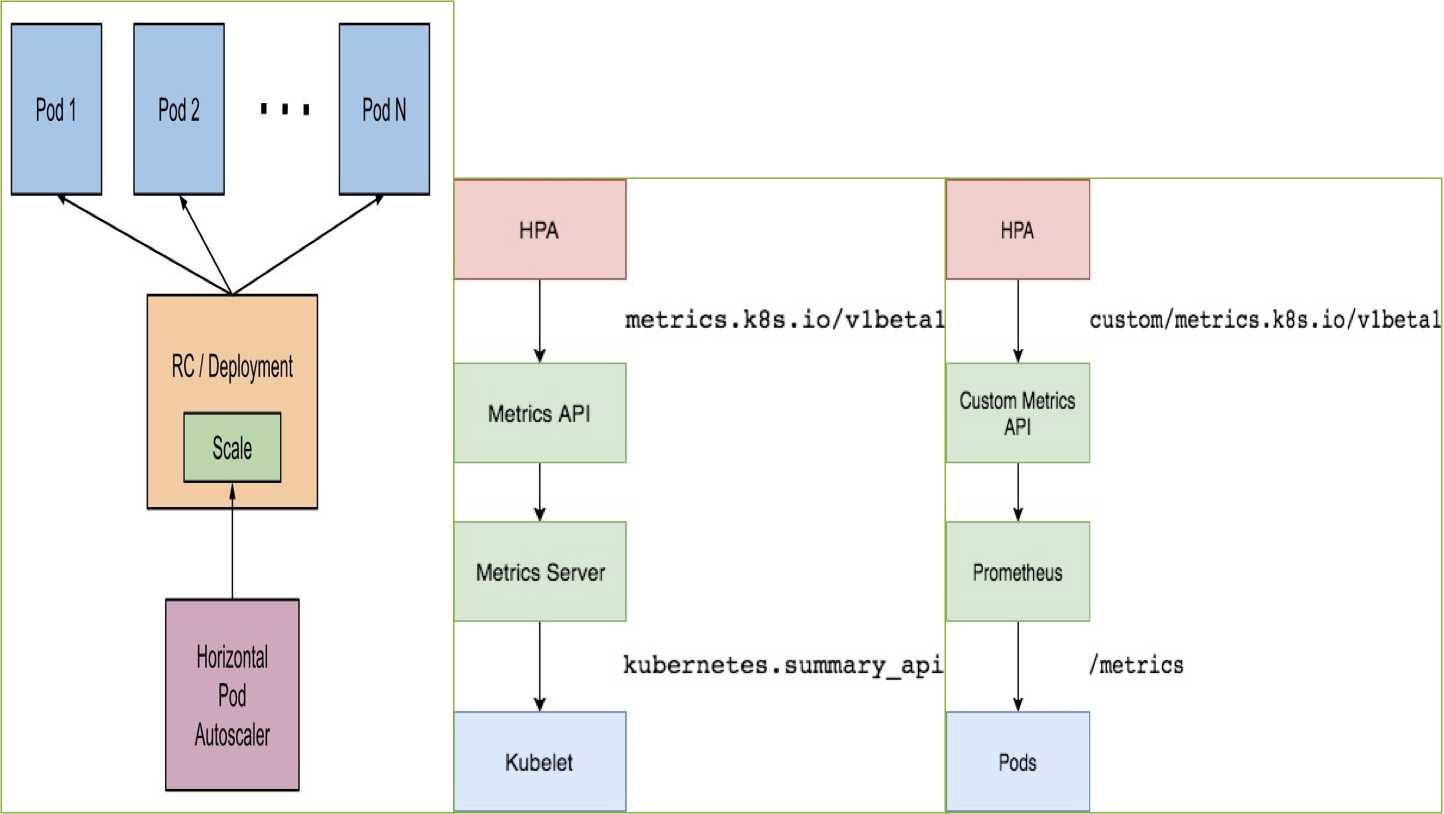 Pod 1
Pod 2
...
Pod N
RC / Deployment
Scale
Horizontal
Pod
Autoscaler
HPA
metrics.k8s.io/v1beta1
Metrics API
Metrics Server
kubernetes.summary_api
Kubelet
HPA
custom/metrics.k8s.io/v1beta1
Custom Metrics
API
Prometheus
/metrics
Pods